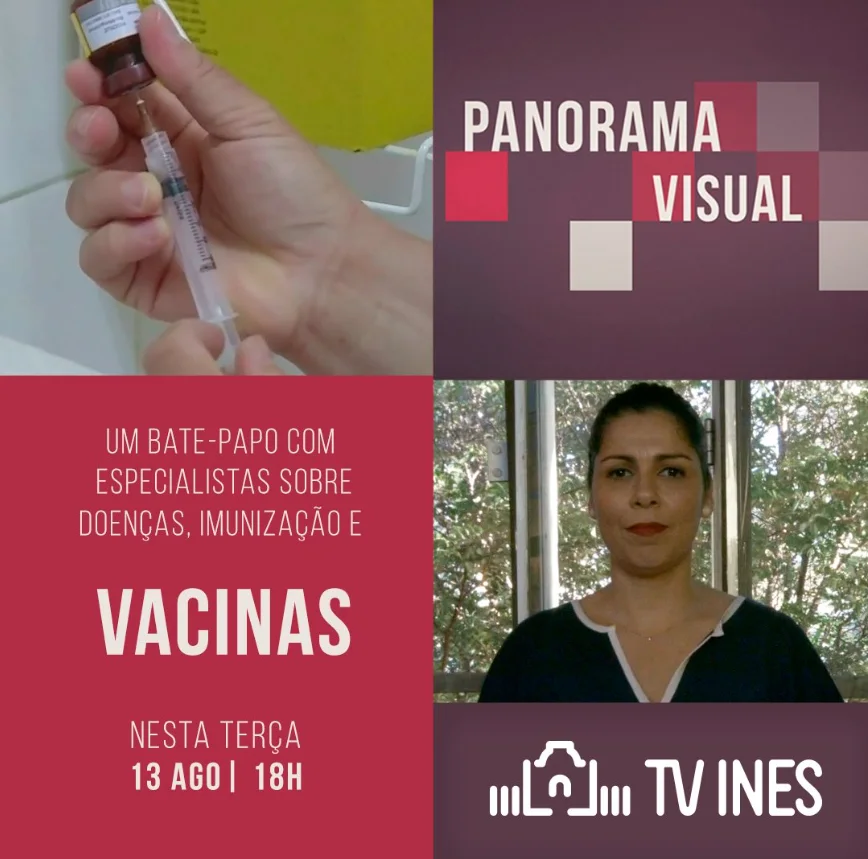 PANORAMA
VISUAL
UM BATE-PAPO COM
ESPECIALISTAS SOBRE
DOENÇAS, IMUNIZAÇÃO E
VACINAS
NESTA TERÇA
13 AGO | 18H
TV INES